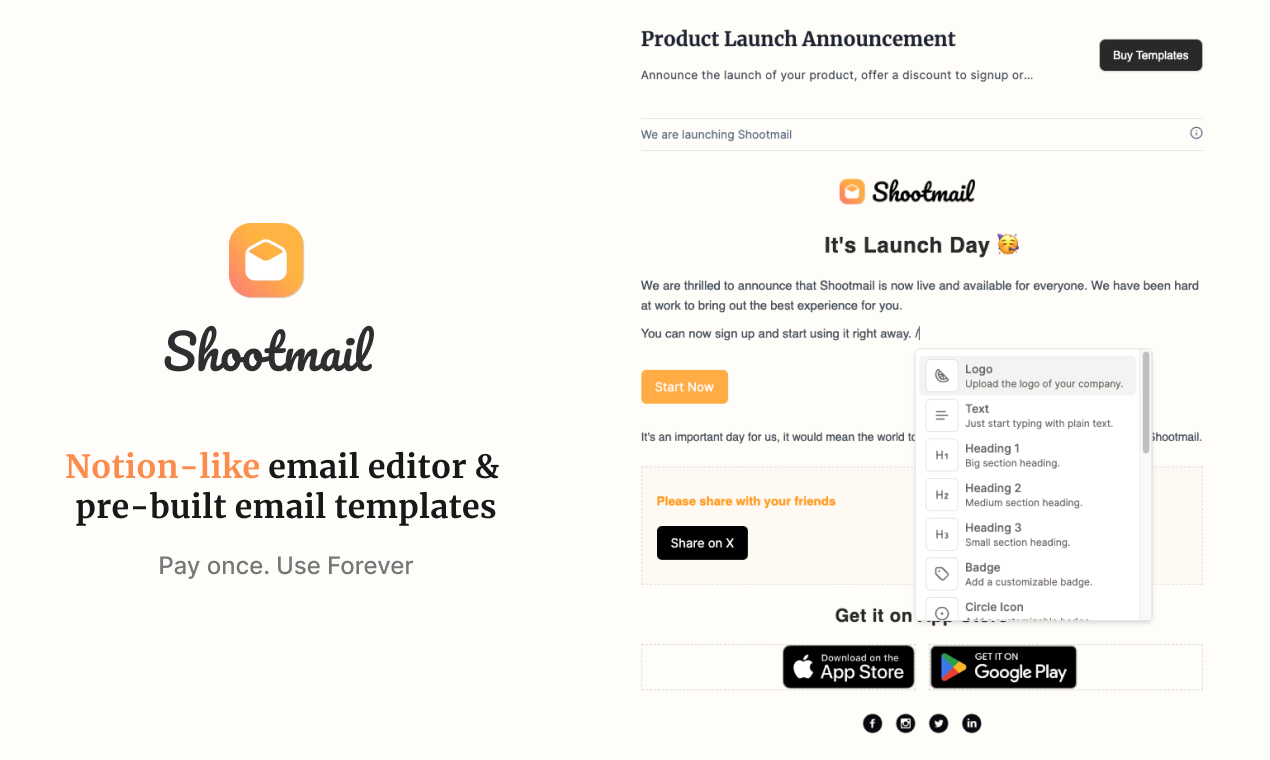 Shootmail
Notion-like email editor &
pre-built email templates
Pay once. Use Forever
Product Launch Announcement
Announce the launch of your product, offer a discount to signup or...
Buy Templates
We are launching Shootmail
Shootmail
It's Launch Day 🥳
We are thrilled to announce that Shootmail is now live and available for everyone. We have been hard
at work to bring out the best experience for you.
You can now sign up and start using it right away. /
Start Now
It's an important day for us, it would mean the world to
Shootmail.
Please share with your friends
Share on X
Logo
Upload the logo of your company.
Text
Just start typing with plain text.
H1
Heading 1
Big section heading.
H2
Heading 2
Medium section heading.
H3
Heading 3
Small section heading.
Badge
Add a customizable badge.
Circle Icon
Get it on
Download on the
App Store
GET IT ON
Google Play